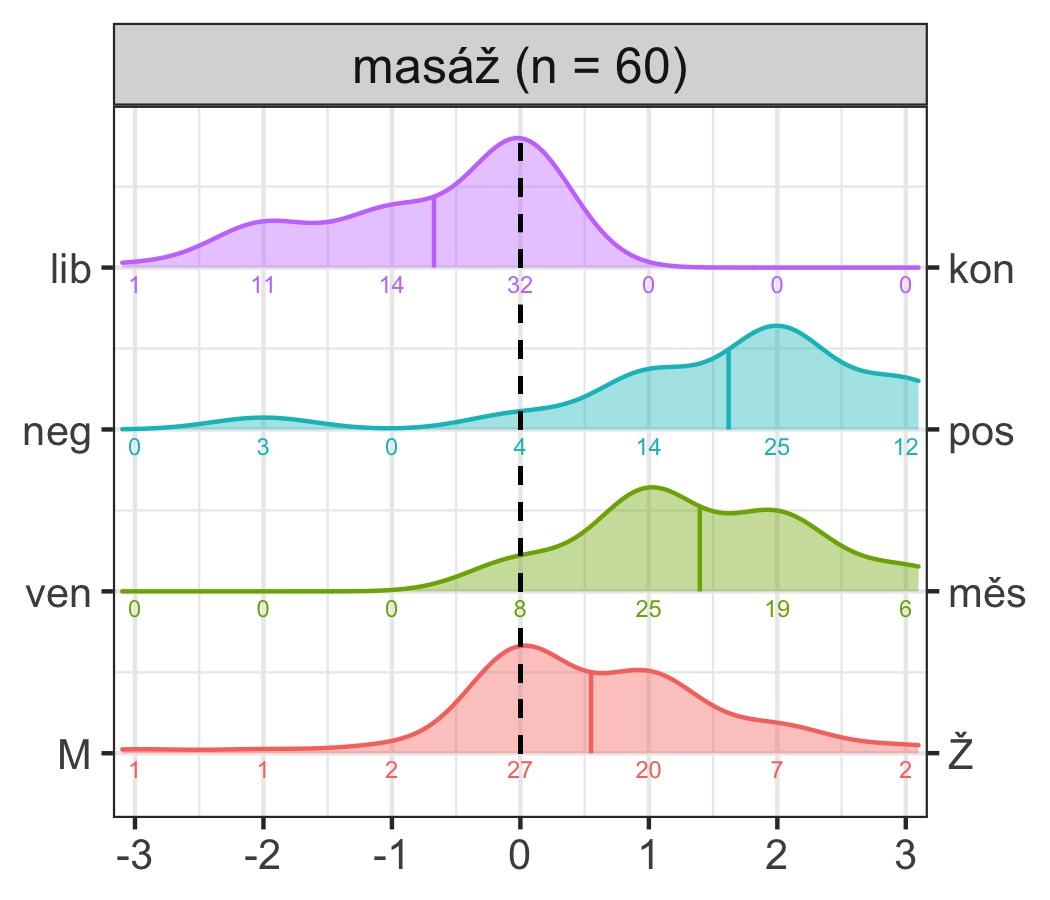 masáž (n = 60)
lib kon
1 11 14 32 0 0 0
neg pos
0 3 0 4 14 25 12
ven měs
0 0 0 8 25 19 6
M Ž
1 1 2 27 20 7 2
-3 -2 -1 0 1 2 3